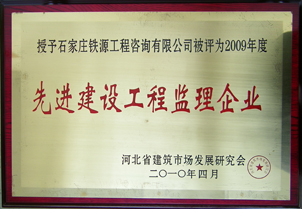 授予石家庄铁源工程咨询有限公司被评为2009年度
先进建设工程监理企业
河北省建筑市场发展研究会
二〇一〇年四月